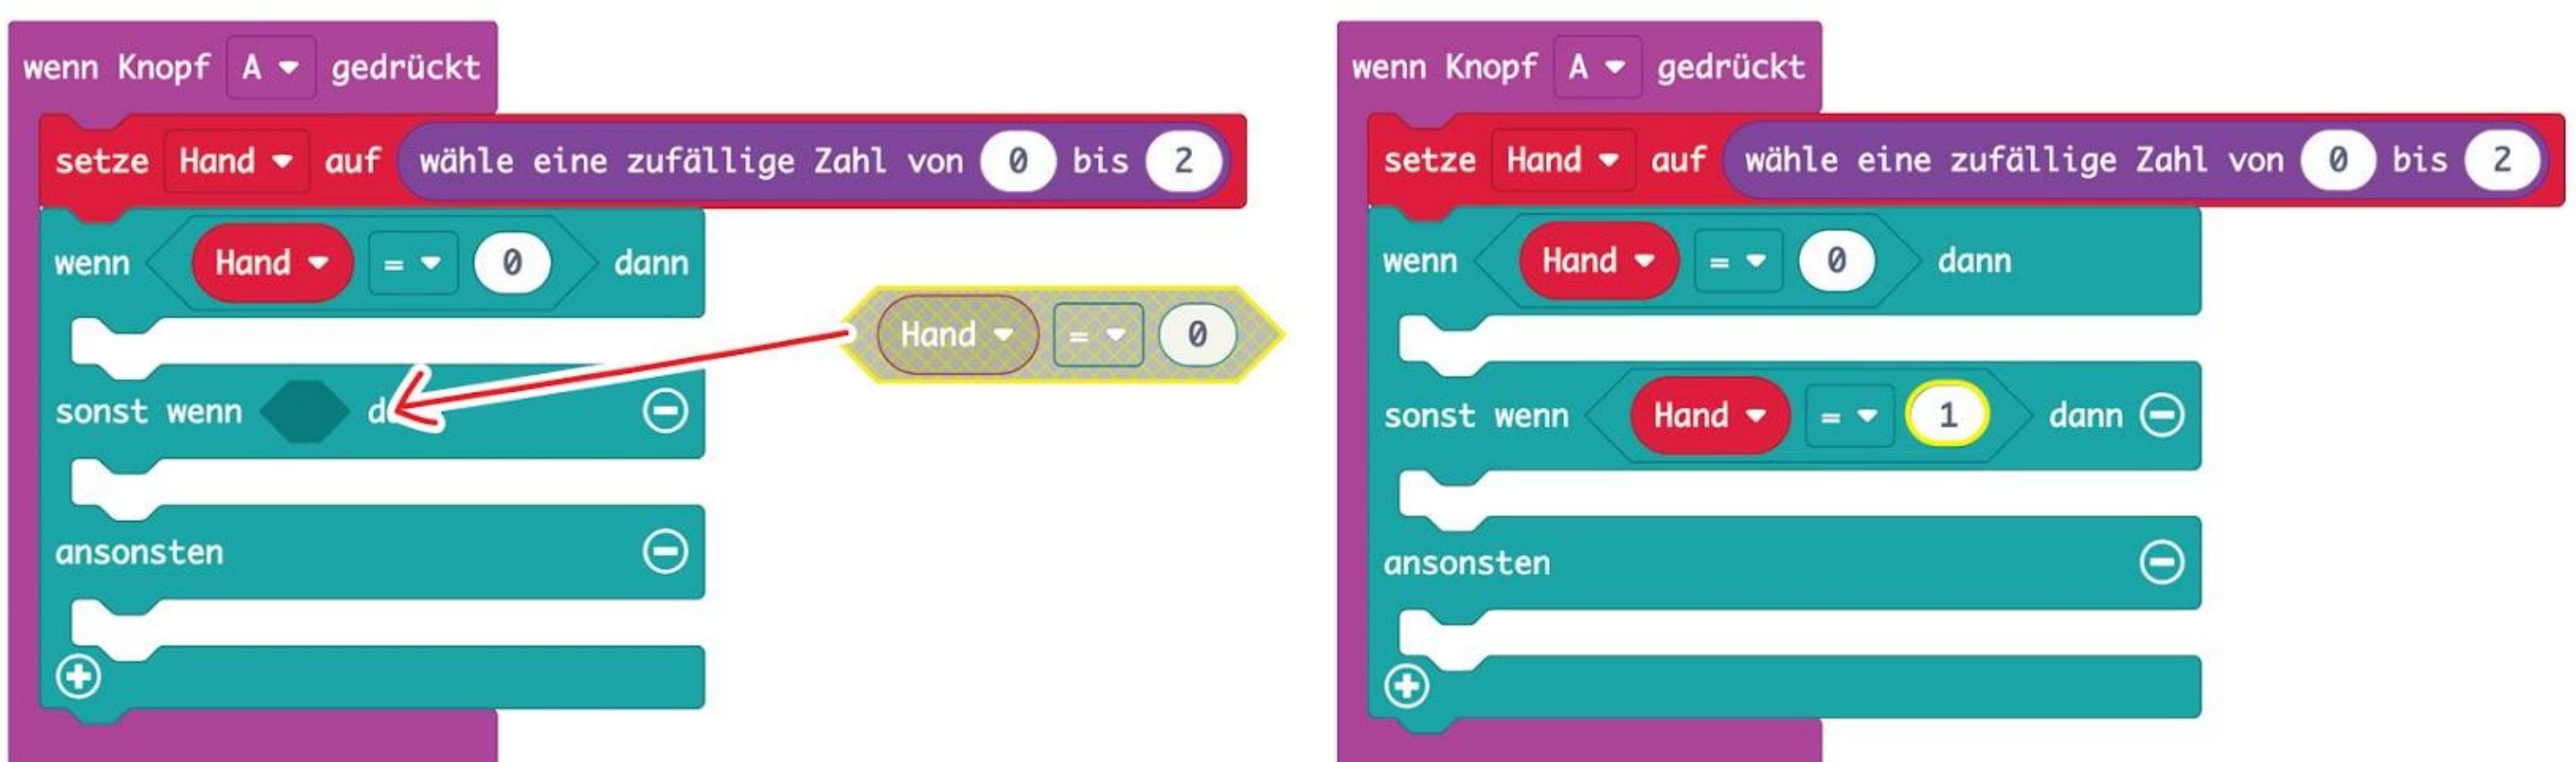 wenn Knopf A gedrückt
setze Hand auf wähle eine zufällige Zahl von 0 bis 2
wenn Hand = 0 dann
Hand = 0
sonst wenn
ansonsten
wenn Knopf A gedrückt
setze Hand auf wähle eine zufällige Zahl von 0 bis 2
wenn Hand = 0 dann
sonst wenn Hand = 1 dann
ansonsten